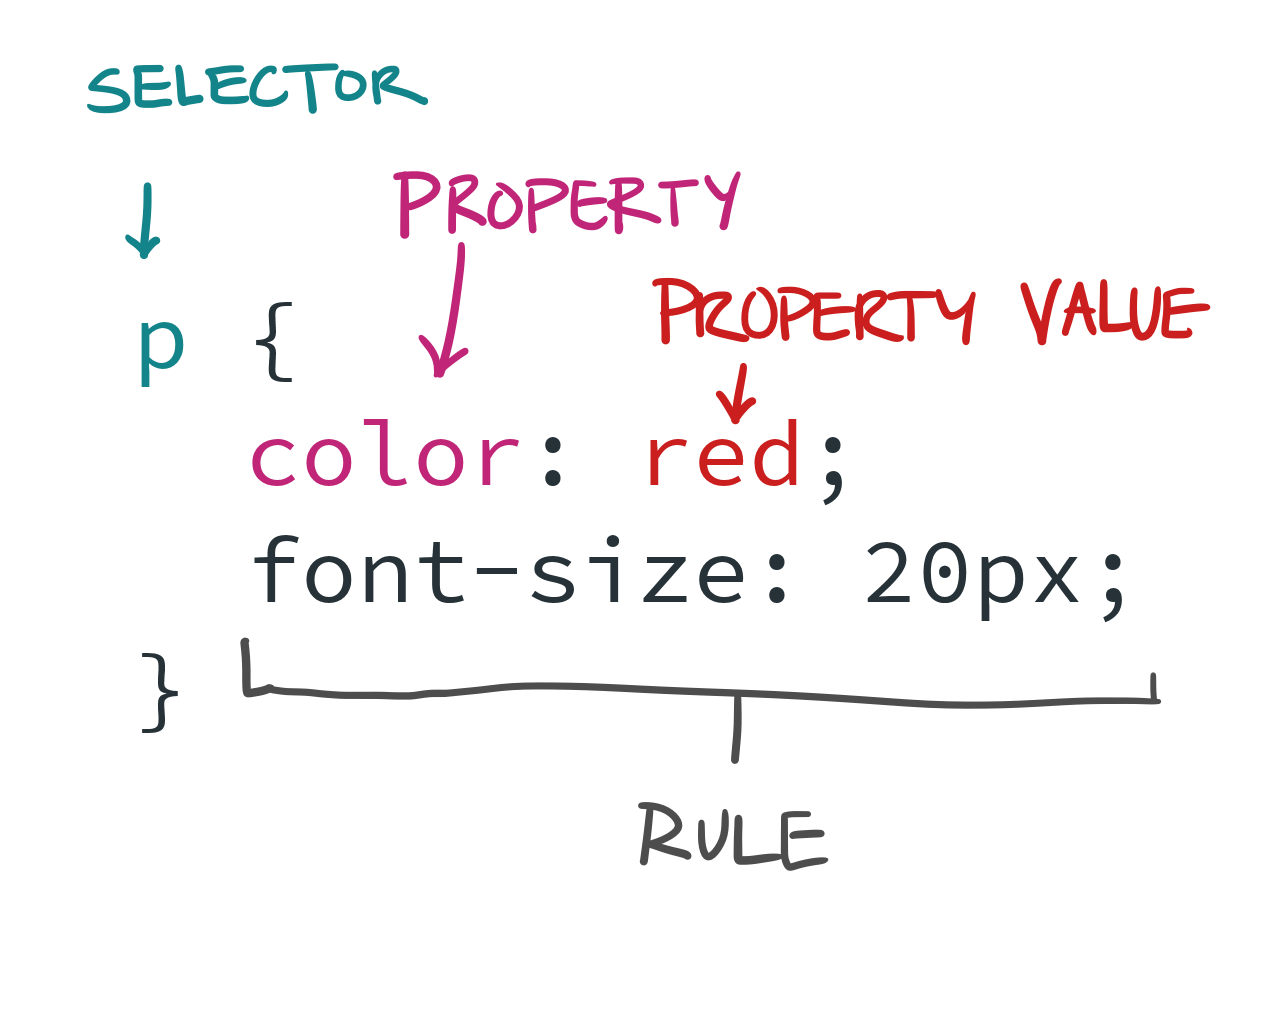 SELECTOR
PROPERTY
PROPERTY VALUE
p {
color: red;
font-size: 20px;
}
RULE